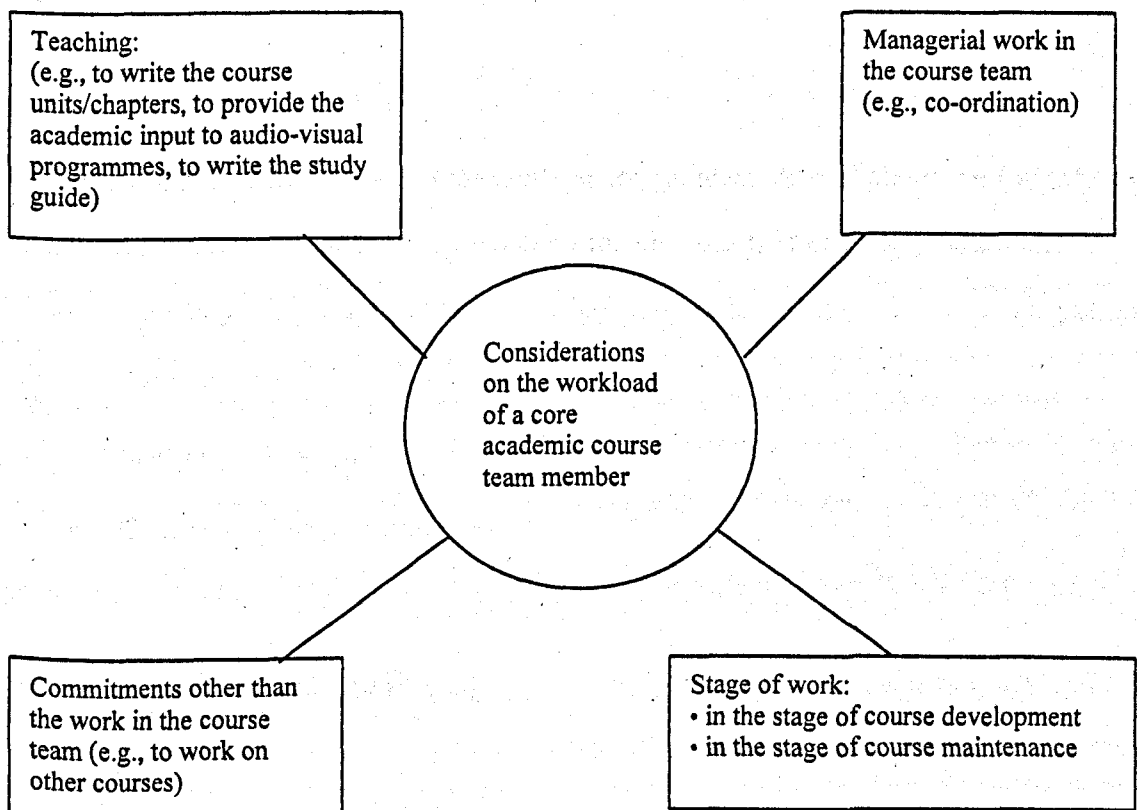 Teaching:
(e.g., to write the course
units/chapters, to provide the
academic input to audio-visual
programmes, to write the study
guide)
Managerial work in
the course team
(e.g., co-ordination)
Considerations
on the workload
of a core
academic course
team member
Commitments other than
the work in the course
team (e.g., to work on
other courses)
Stage of work:
• in the stage of course development
• in the stage of course maintenance